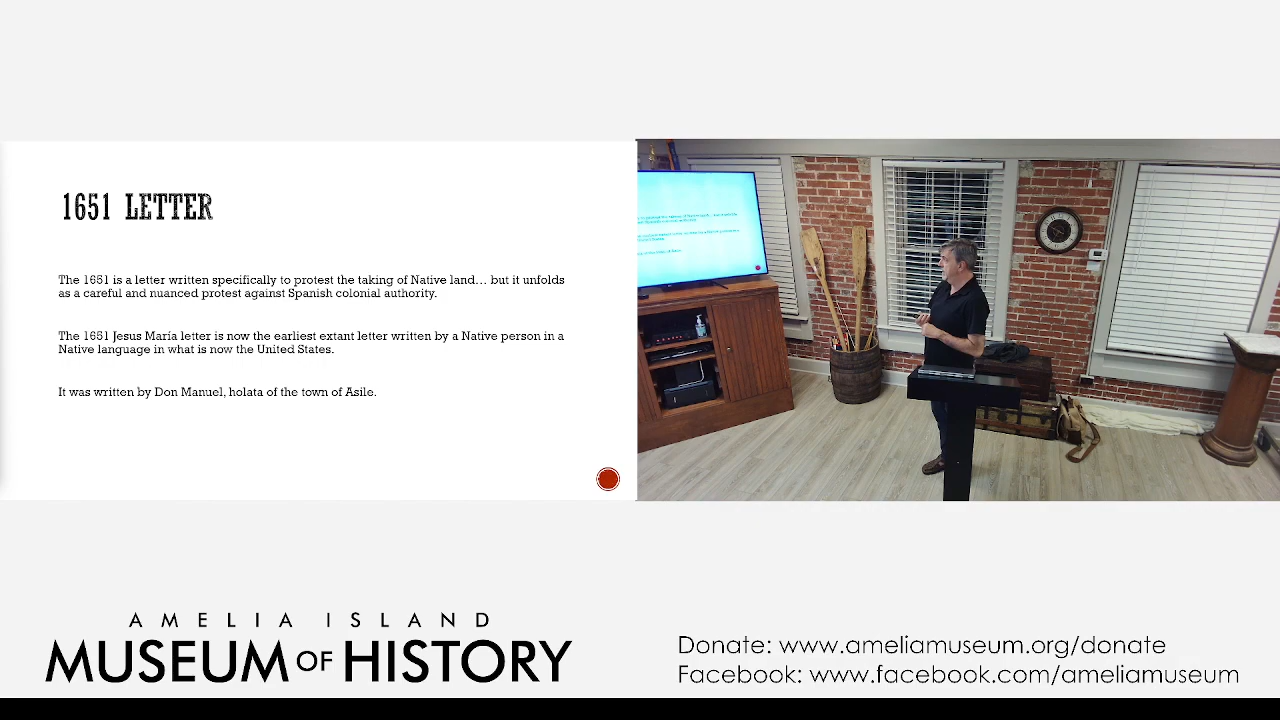 1651 LETTER
The 1651 is a letter written specifically to protest the taking of Native land... but it unfolds
as a careful and nuanced protest against Spanish colonial authority.
The 1651 Jesus María letter is now the earliest extant letter written by a Native person in a
Native language in what is now the United States.
It was written by Don Manuel, holata of the town of Asile.
AMELIA ISLAND
MUSEUM OF HISTORY
Donate: www.ameliamuseum.org/donate
Facebook: www.facebook.com/ameliamuseum